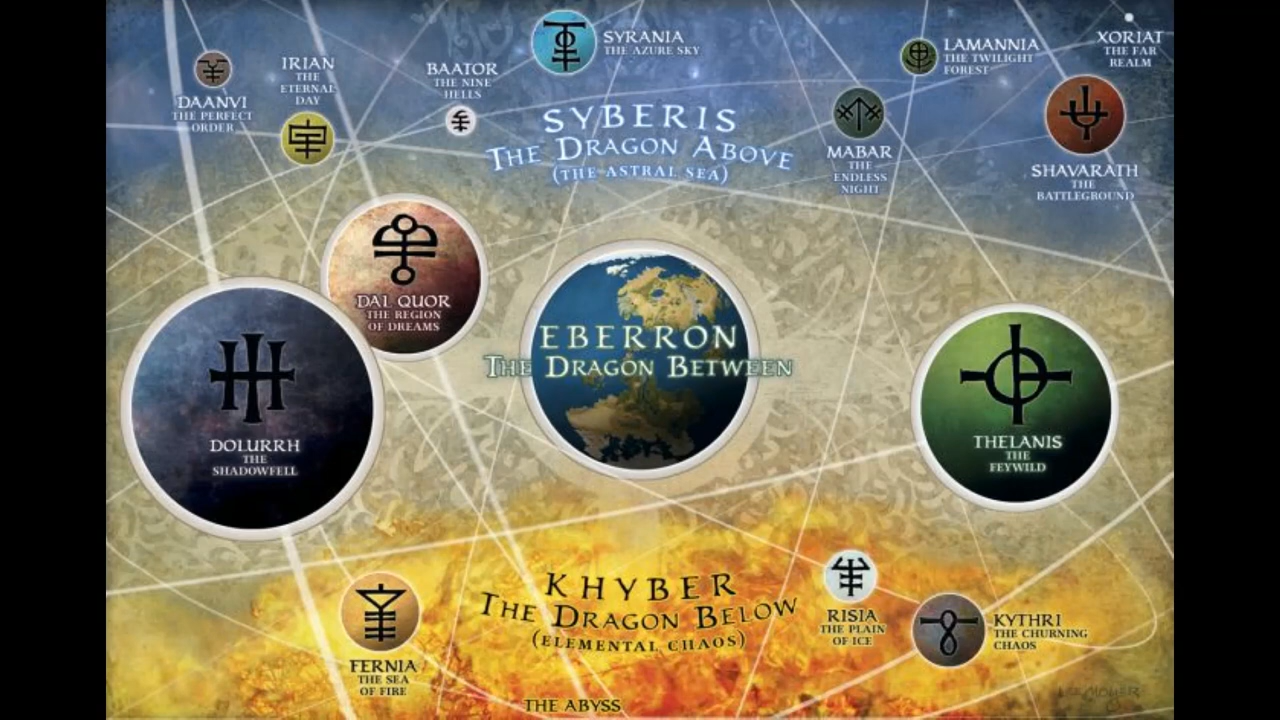 SYRANIA
THE AZURE SKY
LAMANNIA
THE TWILIGHT
FOREST
XORIAT
THE FAR
REALM
IRIAN
THE
ETERNAL
DAY
BAATOR
THE NINE
HELLS
DAANVI
THE PERFECT
ORDER
SYBERIS
THE DRAGON ABOVE
(THE ASTRAL SEA)
MABAR
THE
ENDLESS
NIGHT
SHAVARATH
THE
BATTLEGROUND
DAL QUOR
THE REGION
OF DREAMS
EBERRON
THE DRAGON BETWEEN
DOLURRH
THE
SHADOWFELL
THELANIS
THE
FEYWILD
KHYBER
THE DRAGON BELOW
(ELEMENTAL CHAOS)
RISIA
THE PLAIN
OF ICE
KYTHRI
THE CHURNING
CHAOS
FERNIA
THE SEA
OF FIRE
THE ABYSS
LEE MOYER